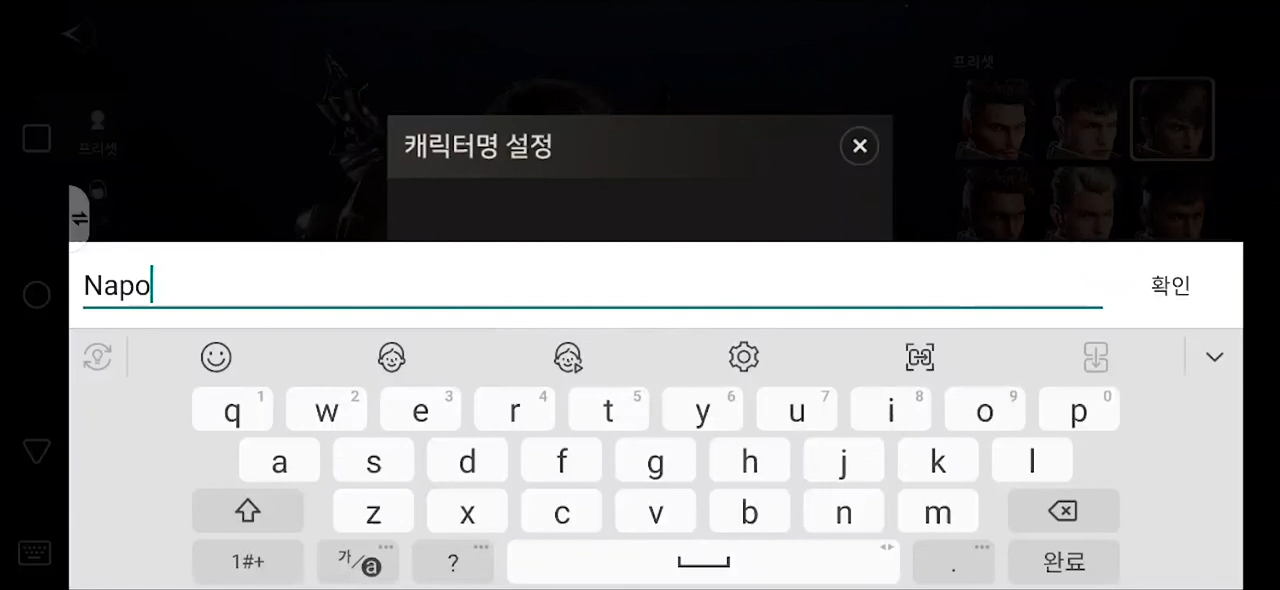 프리셋
프리셋
캐릭터명 설정
Napo
확인
q 1 w 2 e 3 r 4 t 5 y 6 u 7 i 8 o 9 p 0
a s d f g h j k l
z x c v b n m
1#+ 가/a ? . 완료